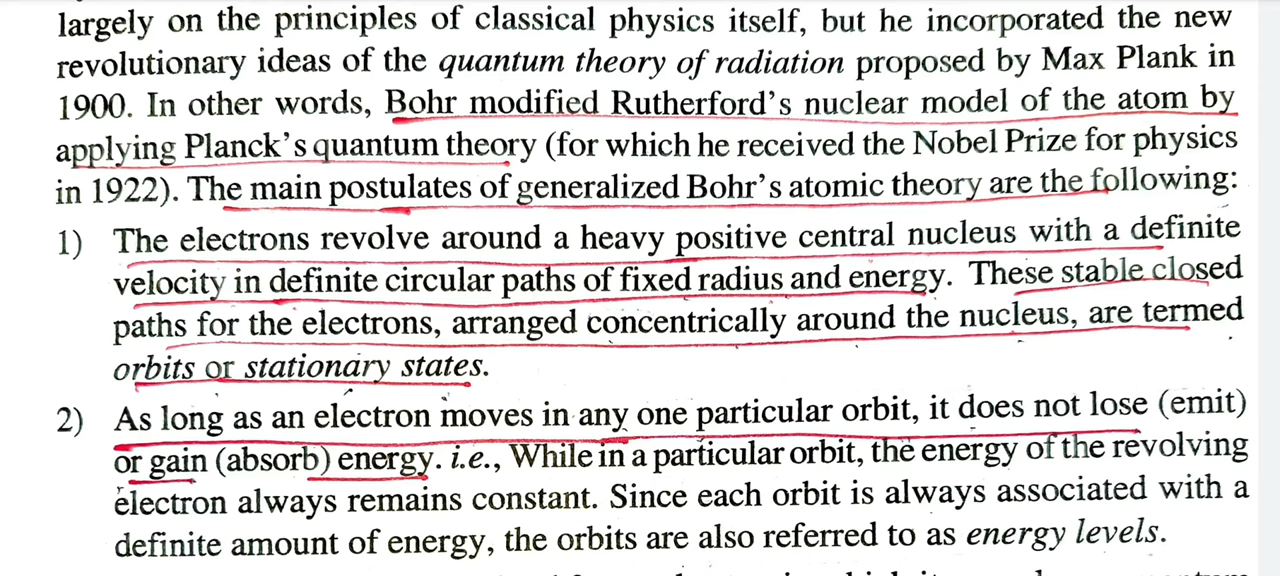 largely on the principles of classical physics itself, but he incorporated the new
revolutionary ideas of the quantum theory of radiation proposed by Max Plank in
1900. In other words, Bohr modified Rutherford's nuclear model of the atom by
applying Planck's quantum theory (for which he received the Nobel Prize for physics
in 1922). The main postulates of generalized Bohr's atomic theory are the following:
1) The electrons revolve around a heavy positive central nucleus with a definite
velocity in definite circular paths of fixed radius and energy. These stable closed
paths for the electrons, arranged concentrically around the nucleus, are termed
orbits or stationary states.
2) As long as an electron moves in any one particular orbit, it does not lose (emit)
or gain (absorb) energy. i.e., While in a particular orbit, the energy of the revolving
electron always remains constant. Since each orbit is always associated with a
definite amount of energy, the orbits are also referred to as energy levels.